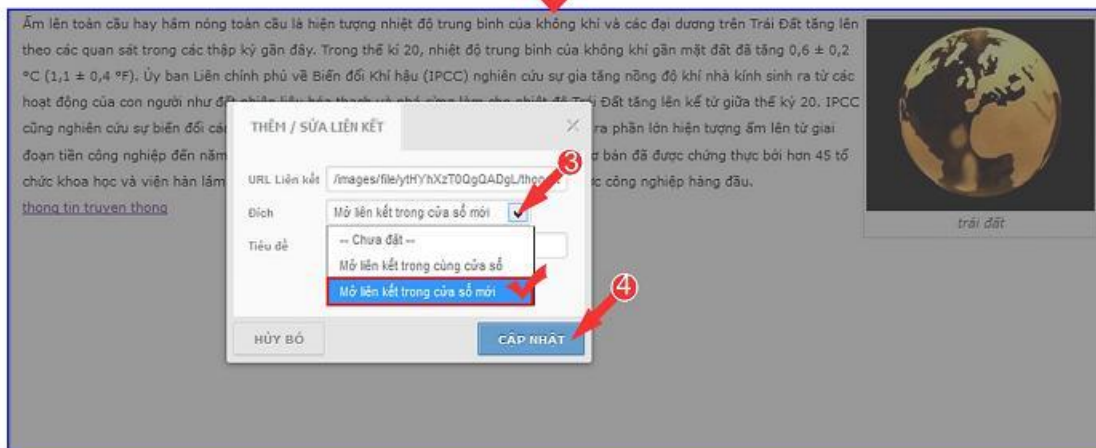 Ấm lên toàn cầu hay hâm nóng toàn cầu là hiện tượng nhiệt độ trung bình của không khí và các đại dương trên Trái Đất tăng lên
theo các quan sát trong các thập kỷ gần đây. Trong thế kỉ 20, nhiệt độ trung bình của không khí gần mặt đất đã tăng 0,6 ± 0,2
°C (1,1 ± 0,4 °F). Ủy ban Liên chính phủ về Biến đổi Khí hậu (IPCC) nghiên cứu sự gia tăng nồng độ khí nhà kính sinh ra từ các
hoạt động của con người như đốt nhiên liệu hóa thạch và phá rừng làm cho nhiệt độ Trái Đất tăng lên kể từ giữa thế kỷ 20. IPCC
cũng nghiên cứu sự biến đổi các ra phần lớn hiện tượng ấm lên từ giai
đoạn tiền công nghiệp đến năm bản đã được chứng thực bởi hơn 45 tổ
chức khoa học và viện hàn lâm công nghiệp hàng đầu.
thong tin truyen thong
trái đất
THÊM / SỬA LIÊN KẾT
URL Liên kết /images/file/ytHYhXzT0QgQADgL/thong
3
Đích Mở liên kết trong cửa sổ mới
Tiêu đề
-- Chưa đặt --
Mở liên kết trong cùng cửa sổ
Mở liên kết trong cửa sổ mới
4
HỦY BỎ CẬP NHẬT